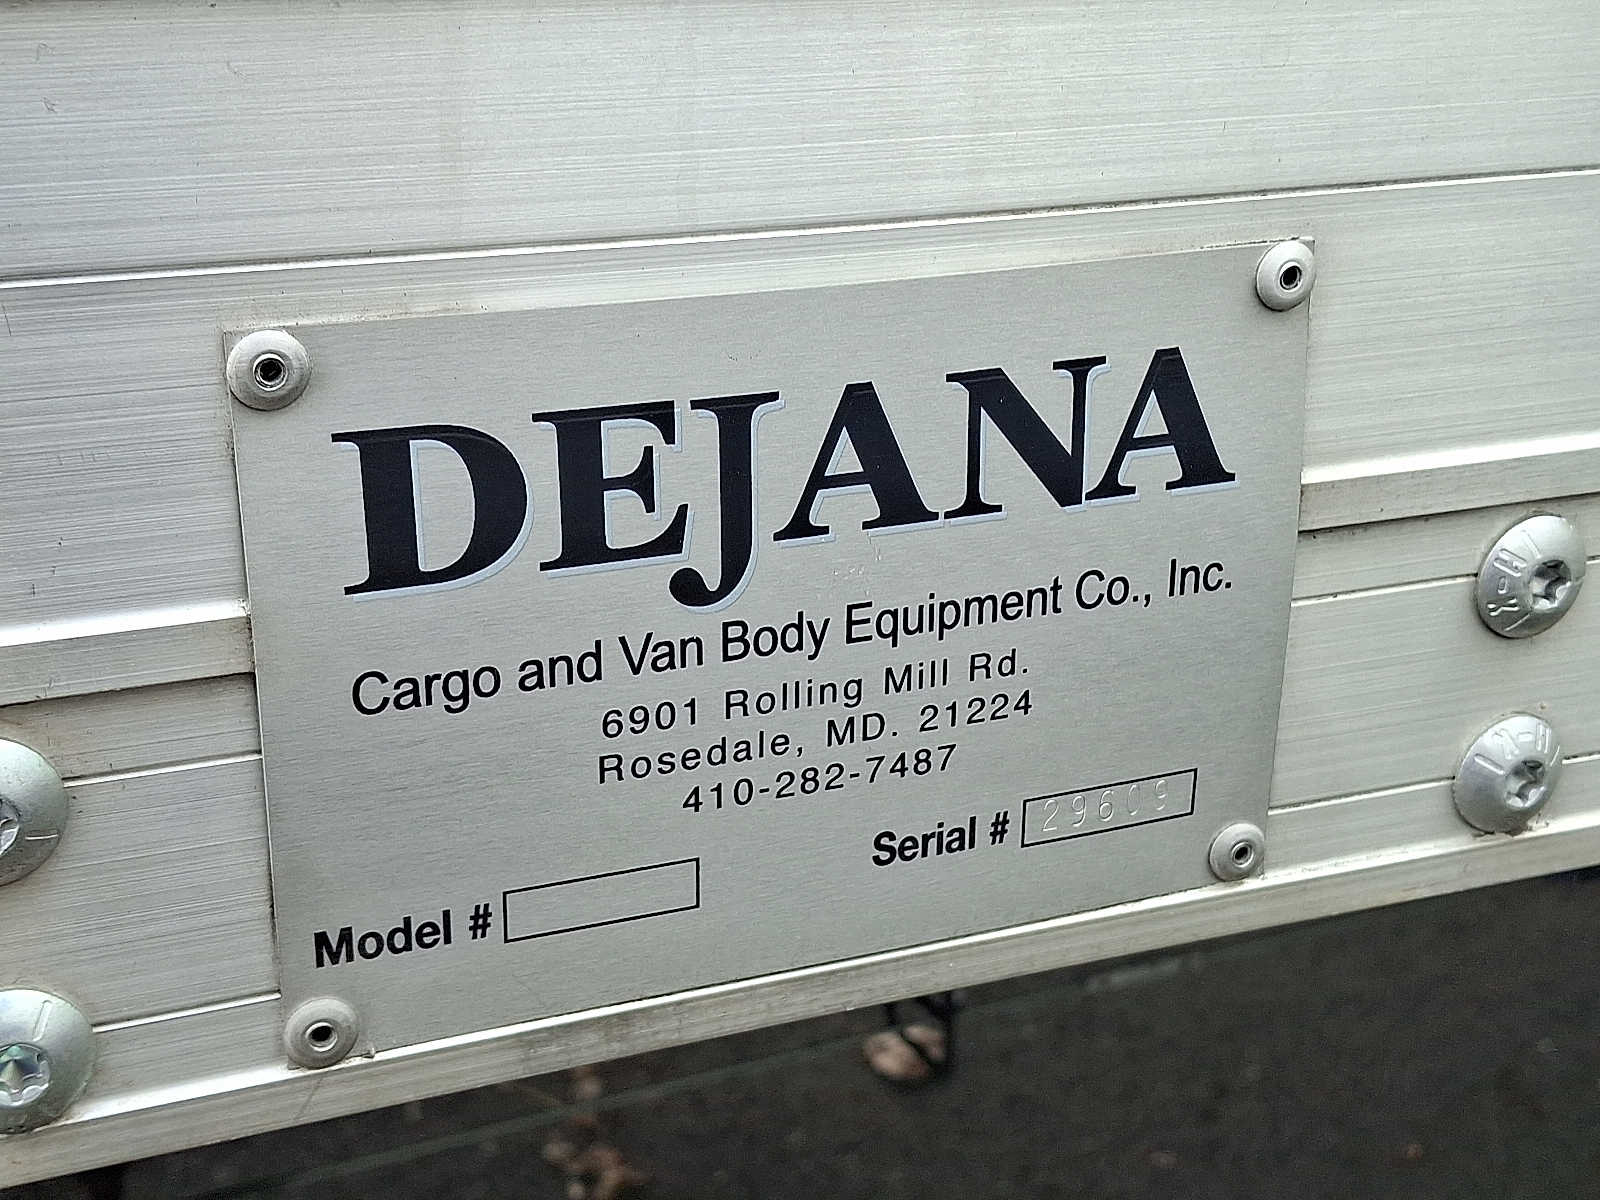 DEJANA
Cargo and Van Body Equipment Co., Inc.
6901 Rolling Mill Rd.
Rosedale, MD. 21224
410-282-7487
Serial # 29609
Model #